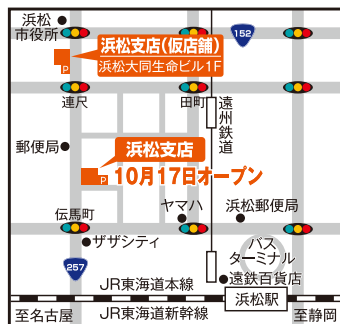 浜松
市役所
152
浜松支店(仮店舗)
浜松大同生命ビル1F
P
連尺
田町
遠州鉄道
郵便局
浜松支店
P
10月17日オープン
伝馬町
ヤマハ
浜松郵便局
ザザシティ
バス
ターミナル
257
遠鉄百貨店
JR東海道本線
浜松駅
至名古屋
JR東海道新幹線
至静岡